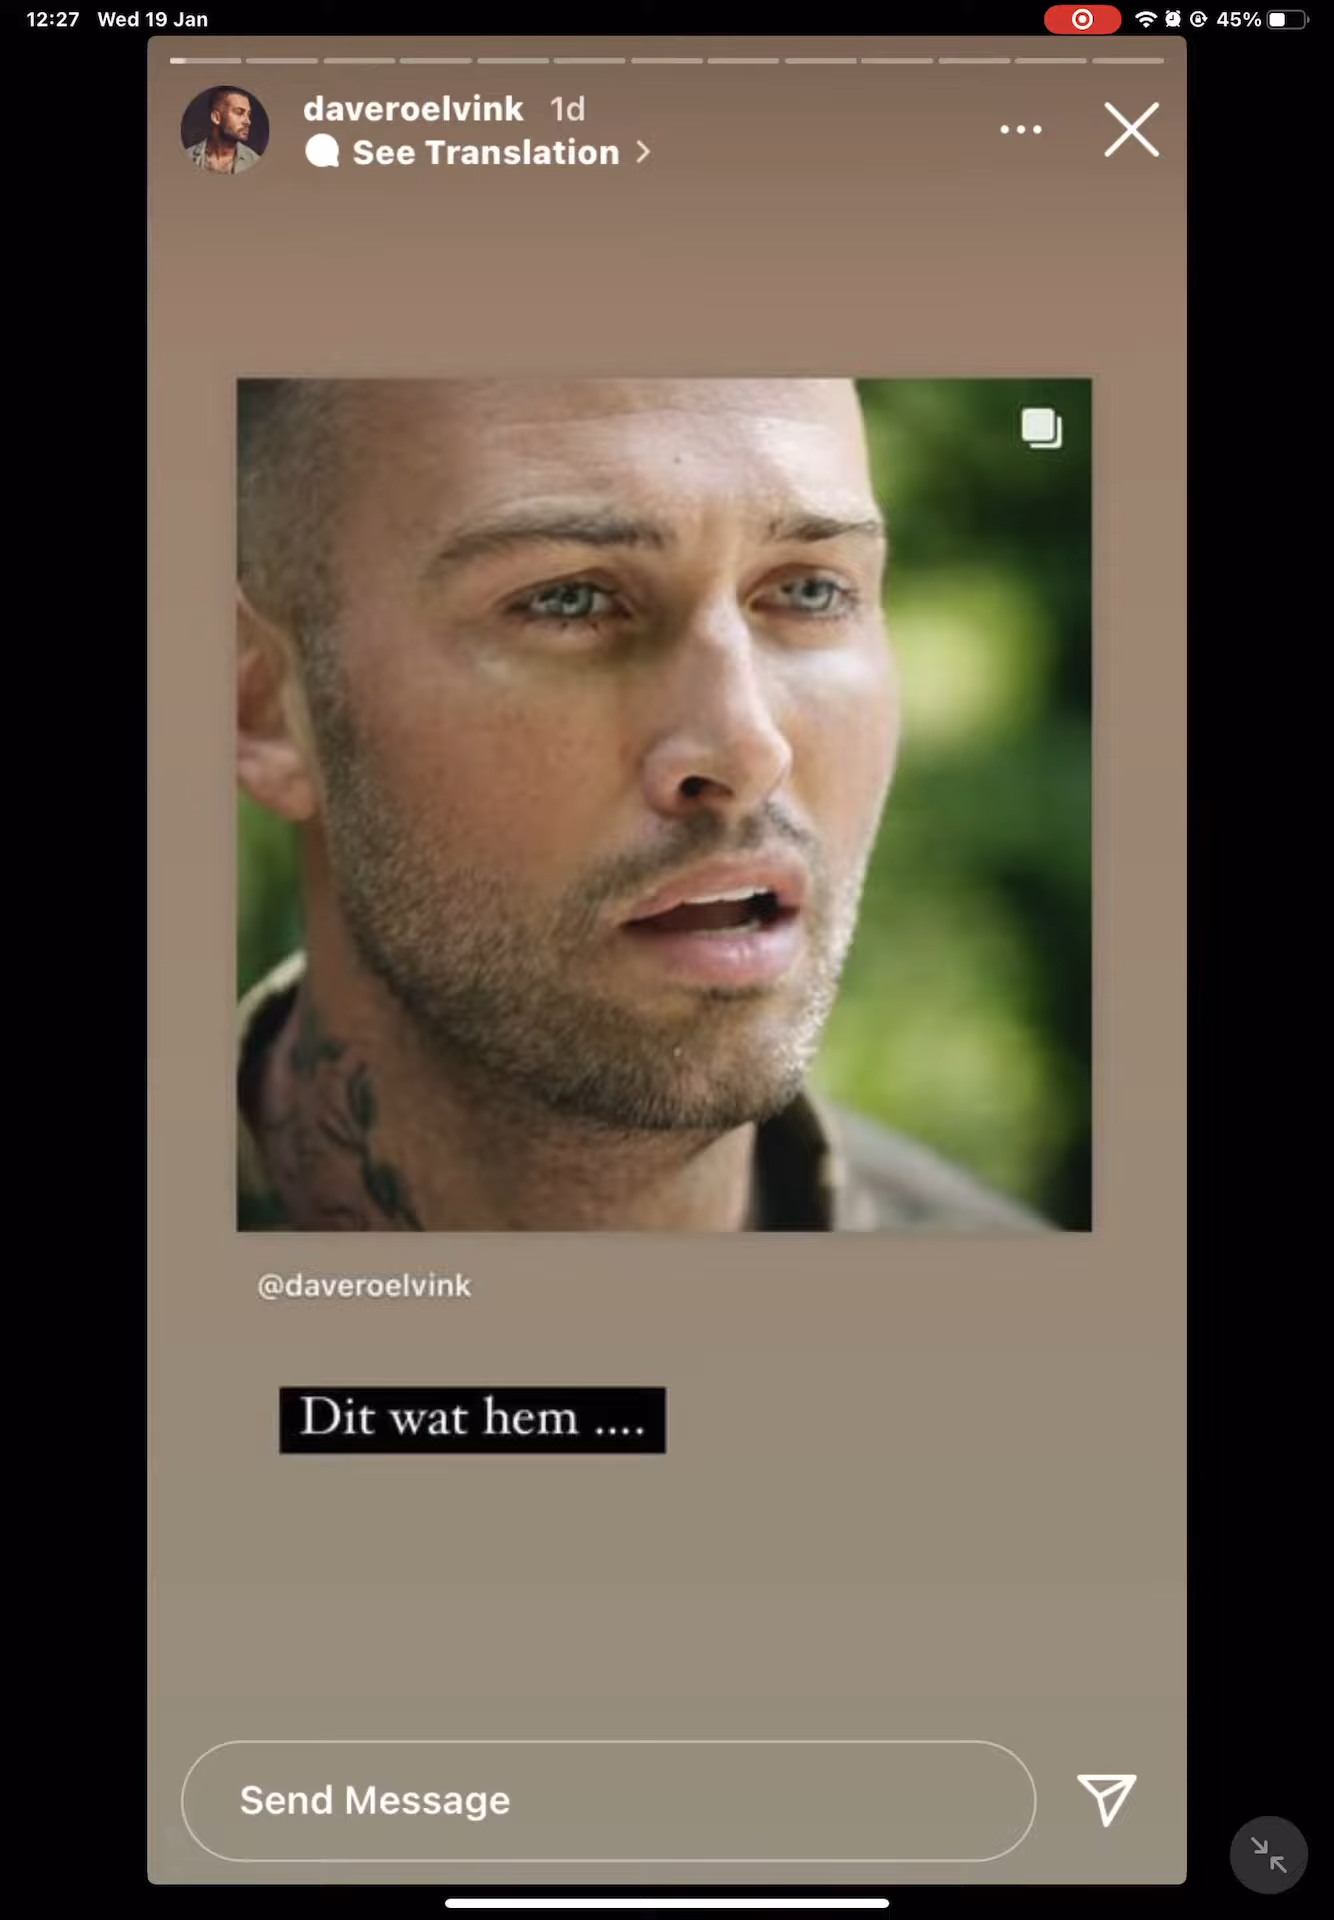 12:27 Wed 19 Jan 45%
daveroelvink 1d
See Translation >
@daveroelvink
Dit wat hem ....
Send Message